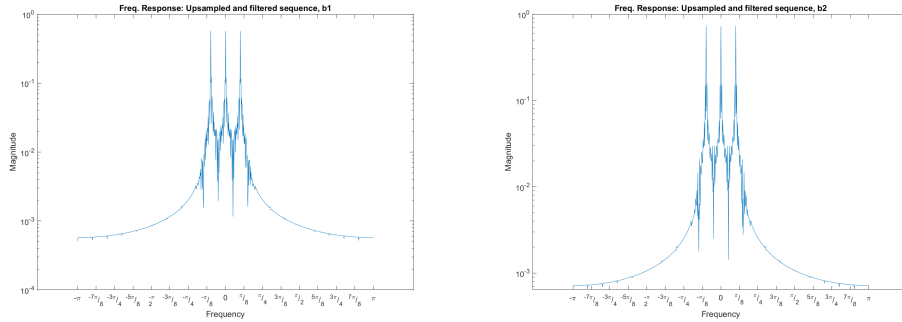 Freq. Response: Upsampled and filtered sequence, b1
10^0
10^-1
10^-2
10^-3
10^-4
Magnitude
-π -7π/8 -3π/4 -5π/8 -π/2 -π/8 0 π/8 π/4 3π/8 π/2 5π/8 3π/4 7π/8 π
Frequency
Freq. Response: Upsampled and filtered sequence, b2
10^0
10^-1
10^-2
10^-3
Magnitude
-π -7π/8 -3π/4 -5π/8 -π/2 -3π/8 -π/4 -π/8 0 π/8 π/4 3π/8 π/2 5π/8 3π/4 7π/8 π
Frequency